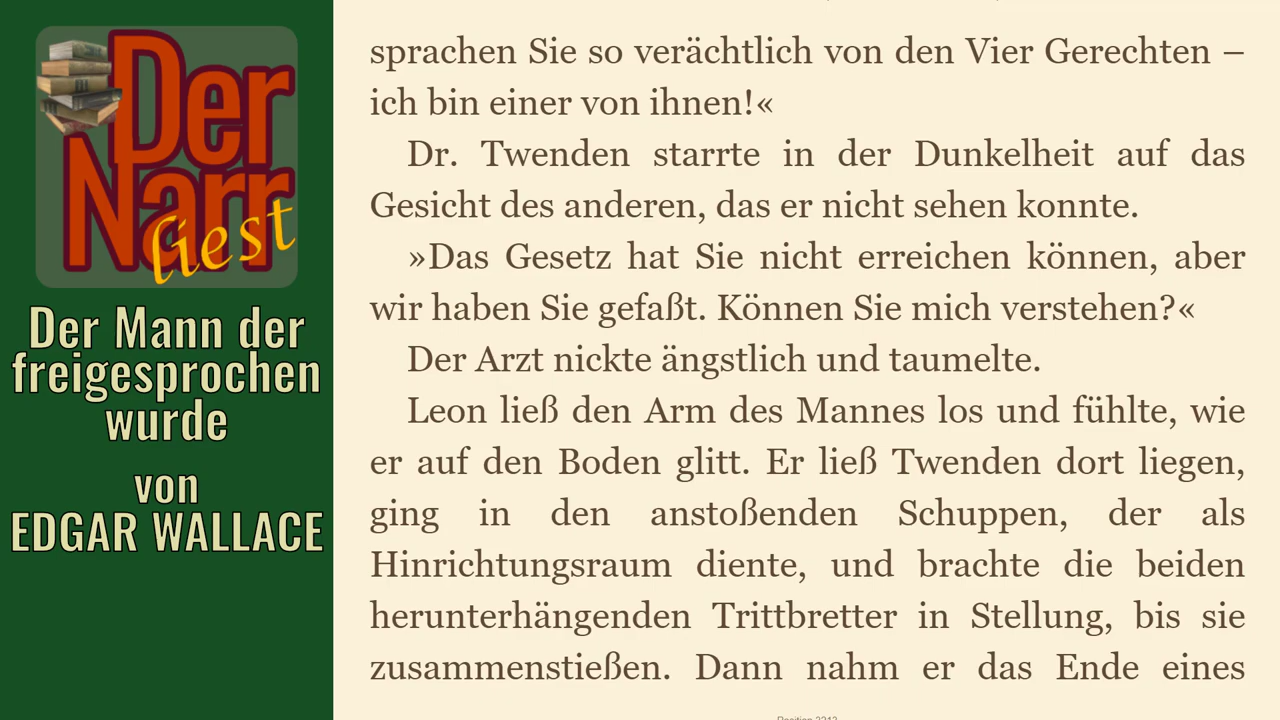 Der
Narr
liest
Der Mann der
freigesprochen
wurde
von
EDGAR WALLACE
sprachen Sie so verächtlich von den Vier Gerechten –
ich bin einer von ihnen!«
Dr. Twenden starrte in der Dunkelheit auf das
Gesicht des anderen, das er nicht sehen konnte.
»Das Gesetz hat Sie nicht erreichen können, aber
wir haben Sie gefaßt. Können Sie mich verstehen?«
Der Arzt nickte ängstlich und taumelte.
Leon ließ den Arm des Mannes los und fühlte, wie
er auf den Boden glitt. Er ließ Twenden dort liegen,
ging in den anstoßenden Schuppen, der als
Hinrichtungsraum diente, und brachte die beiden
herunterhängenden Trittbretter in Stellung, bis sie
zusammenstießen. Dann nahm er das Ende eines